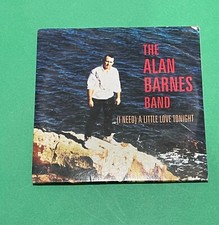 THE
ALAN
BARNES
BAND
(I NEED) A LITTLE LOVE TONIGHT